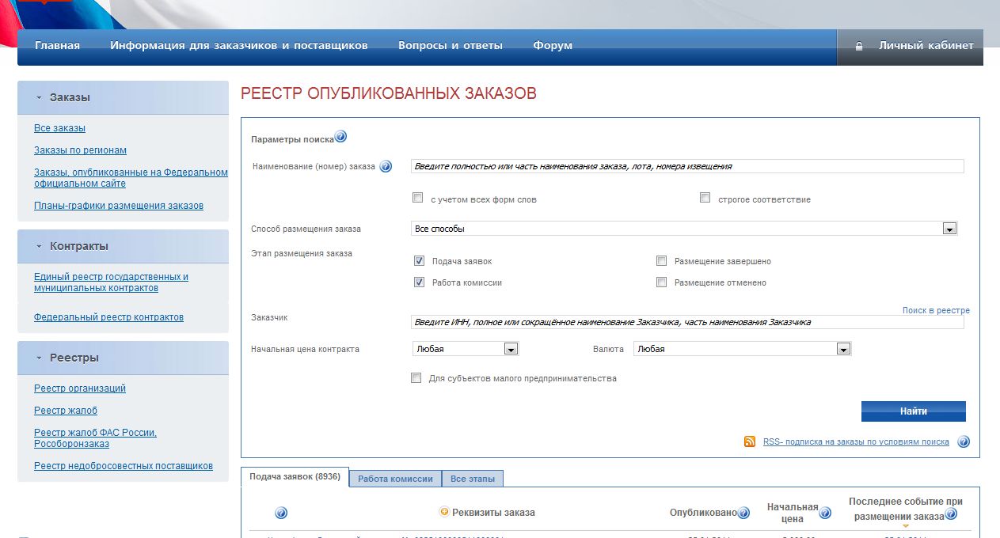 Главная Информация для заказчиков и поставщиков Вопросы и ответы Форум Личный кабинет
Заказы
Все заказы
Заказы по регионам
Заказы, опубликованные на Федеральном
официальном сайте
Планы-графики размещения заказов
Контракты
Единый реестр государственных и
муниципальных контрактов
Федеральный реестр контрактов
Реестры
Реестр организаций
Реестр жалоб
Реестр жалоб ФАС России,
Рособоронзаказ
Реестр недобросовестных поставщиков
РЕЕСТР ОПУБЛИКОВАННЫХ ЗАКАЗОВ
Параметры поиска
Наименование (номер) заказа Введите полностью или часть наименования заказа, лота, номера извещения
с учетом всех форм слов строгое соответствие
Способ размещения заказа Все способы
Этап размещения заказа
Подача заявок Размещение завершено
Работа комиссии Размещение отменено
Поиск в реестре
Заказчик Введите ИНН, полное или сокращённое наименование Заказчика, часть наименования Заказчика
Начальная цена контракта Любая Валюта Любая
Для субъектов малого предпринимательства
Найти
RSS- подписка на заказы по условиям поиска
Подача заявок (8936) Работа комиссии Все этапы
Реквизиты заказа Опубликовано Начальная
цена Последнее событие при
размещении заказа